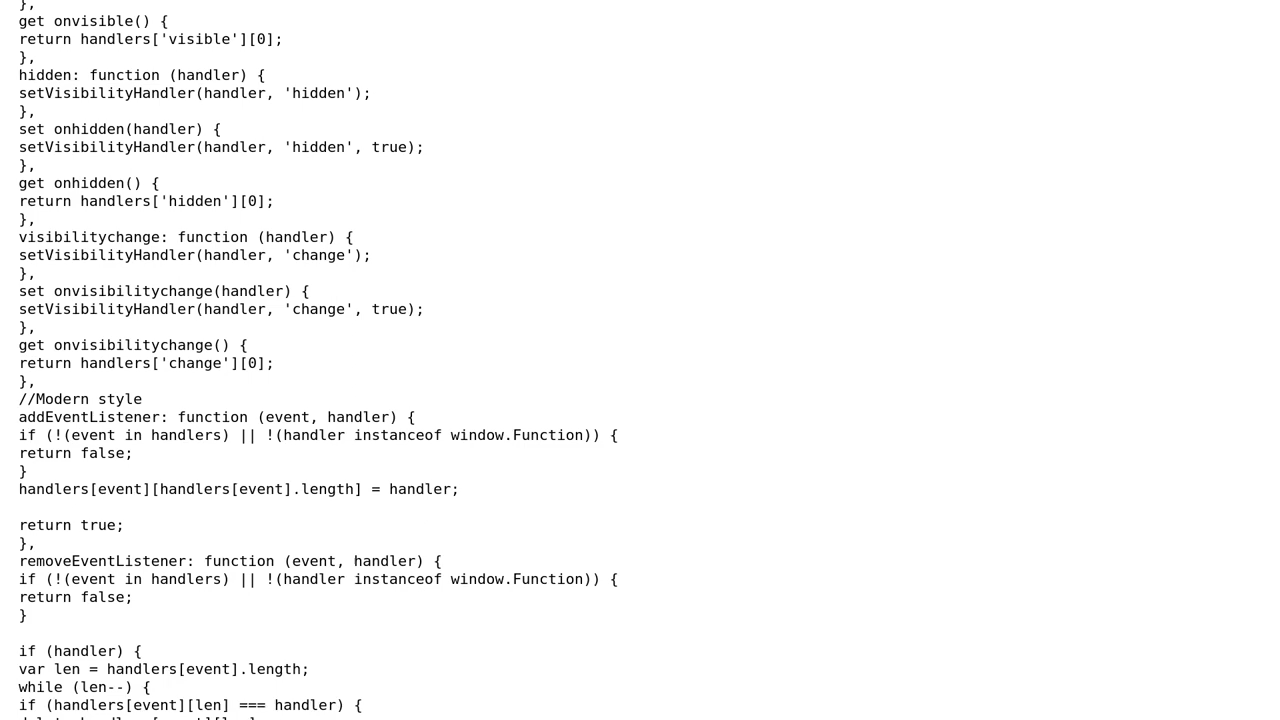 },
get onvisible() {
return handlers['visible'][0];
},
hidden: function (handler) {
setVisibilityHandler(handler, 'hidden');
},
set onhidden(handler) {
setVisibilityHandler(handler, 'hidden', true);
},
get onhidden() {
return handlers['hidden'][0];
},
visibilitychange: function (handler) {
setVisibilityHandler(handler, 'change');
},
set onvisibilitychange(handler) {
setVisibilityHandler(handler, 'change', true);
},
get onvisibilitychange() {
return handlers['change'][0];
},
//Modern style
addEventListener: function (event, handler) {
if (!(event in handlers) || !(handler instanceof window.Function)) {
return false;
}
handlers[event][handlers[event].length] = handler;

return true;
},
removeEventListener: function (event, handler) {
if (!(event in handlers) || !(handler instanceof window.Function)) {
return false;
}

if (handler) {
var len = handlers[event].length;
while (len--) {
if (handlers[event][len] === handler) {